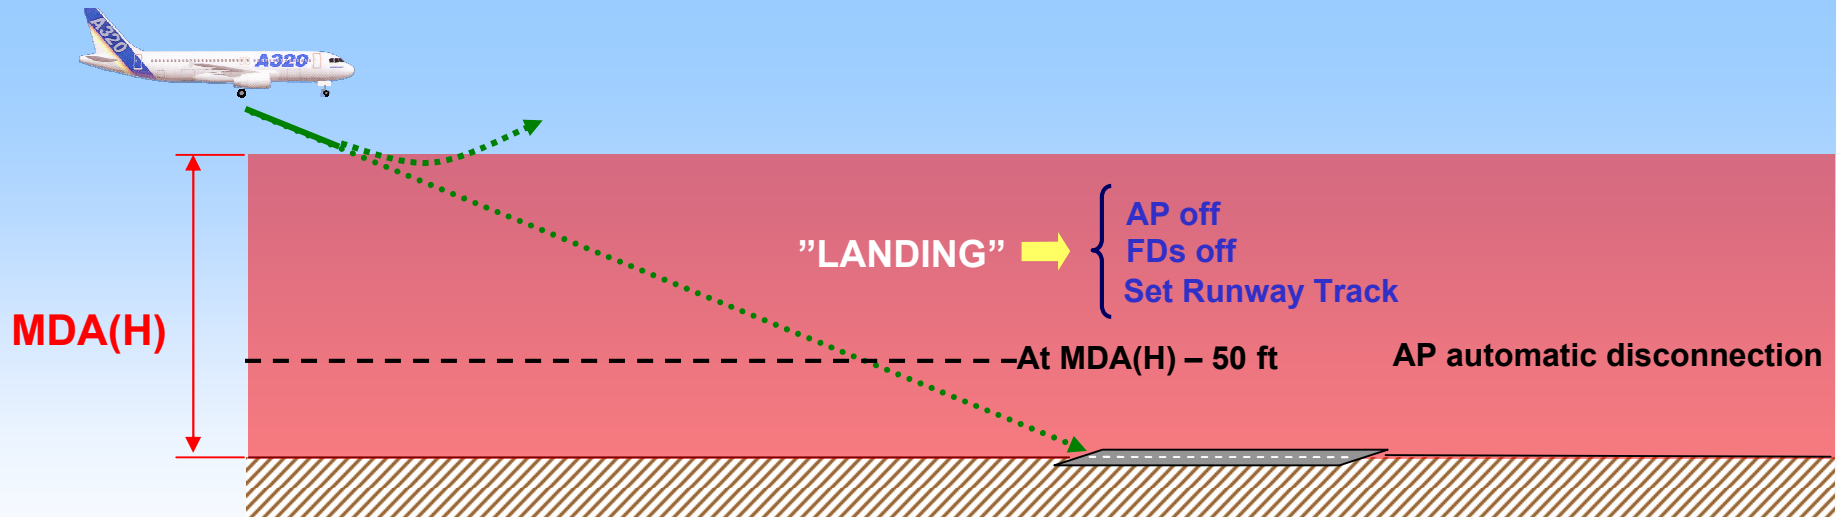 A320
A320
”LANDING”
AP off
FDs off
Set Runway Track
MDA(H)
At MDA(H) – 50 ft
AP automatic disconnection